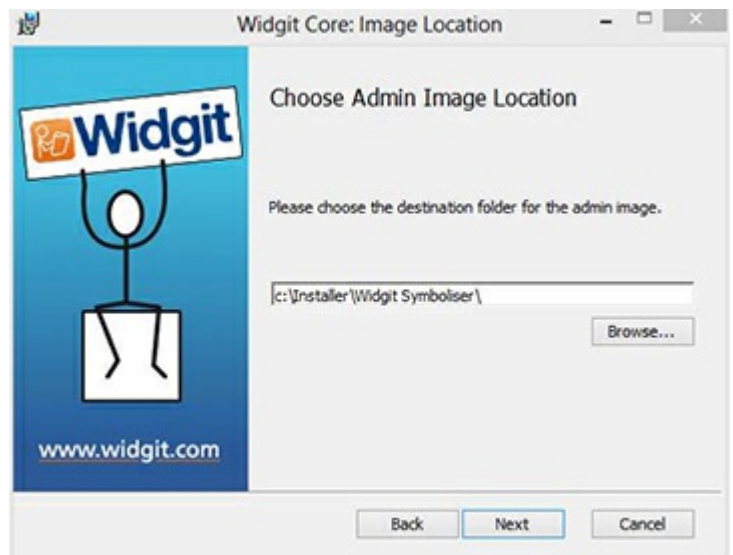 Widgit Core: Image Location
Widgit
Choose Admin Image Location
Please choose the destination folder for the admin image.
c:\Installer\Widgit Symboliser\
Browse...
www.widgit.com
Back Next Cancel